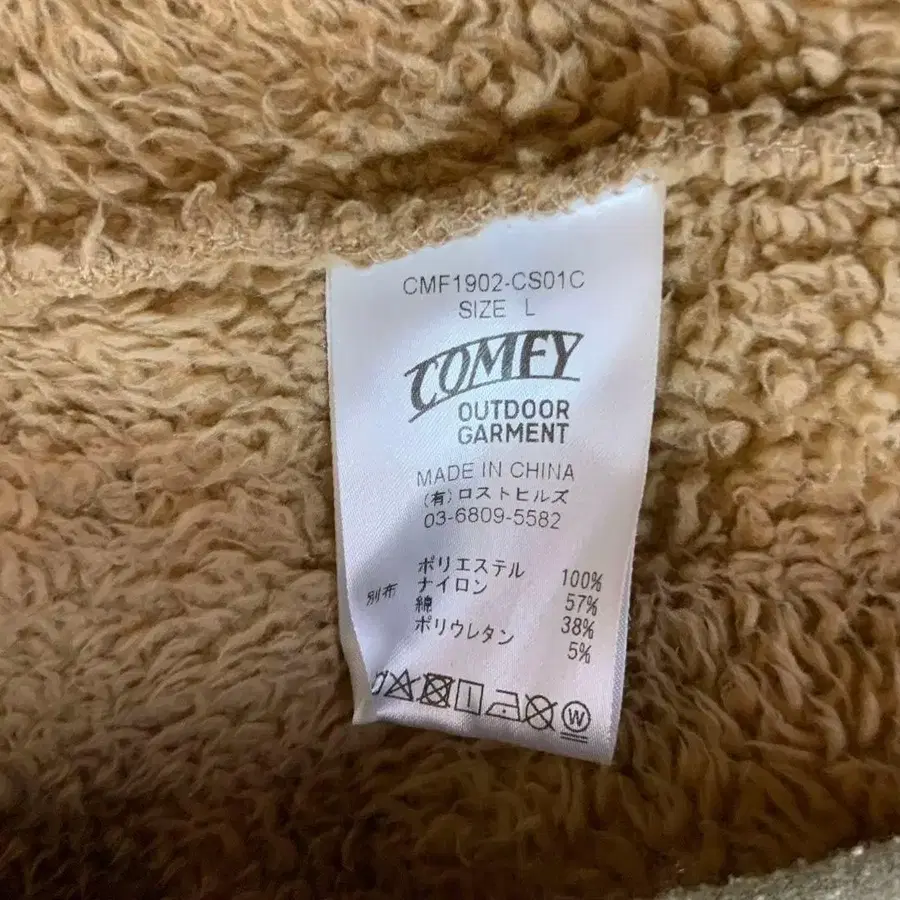 CMF1902-CS01C
SIZE L
COMFY
OUTDOOR
GARMENT
MADE IN CHINA
(有)ロストヒルズ
03-6809-5582
ポリエステル 100%
別布 ナイロン 57%
綿 38%
ポリウレタン 5%
W